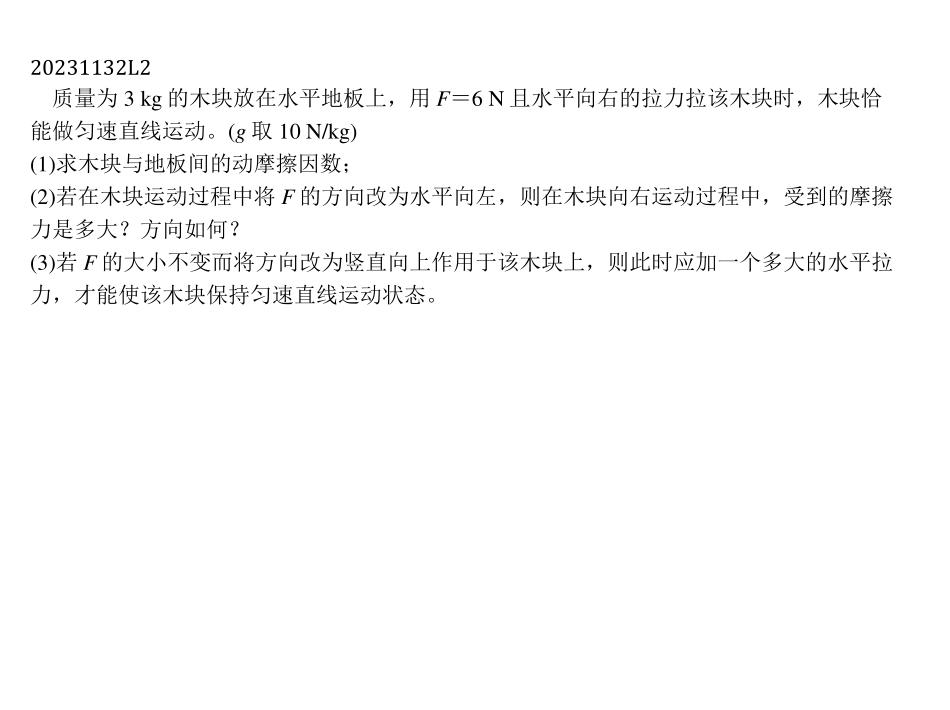 20231132L2
质量为 3 kg 的木块放在水平地板上，用 F＝6 N 且水平向右的拉力拉该木块时，木块恰
能做匀速直线运动。(g 取 10 N/kg)
(1)求木块与地板间的动摩擦因数；
(2)若在木块运动过程中将 F 的方向改为水平向左，则在木块向右运动过程中，受到的摩擦
力是多大？方向如何？
(3)若 F 的大小不变而将方向改为竖直向上作用于该木块上，则此时应加一个多大的水平拉
力，才能使该木块保持匀速直线运动状态。